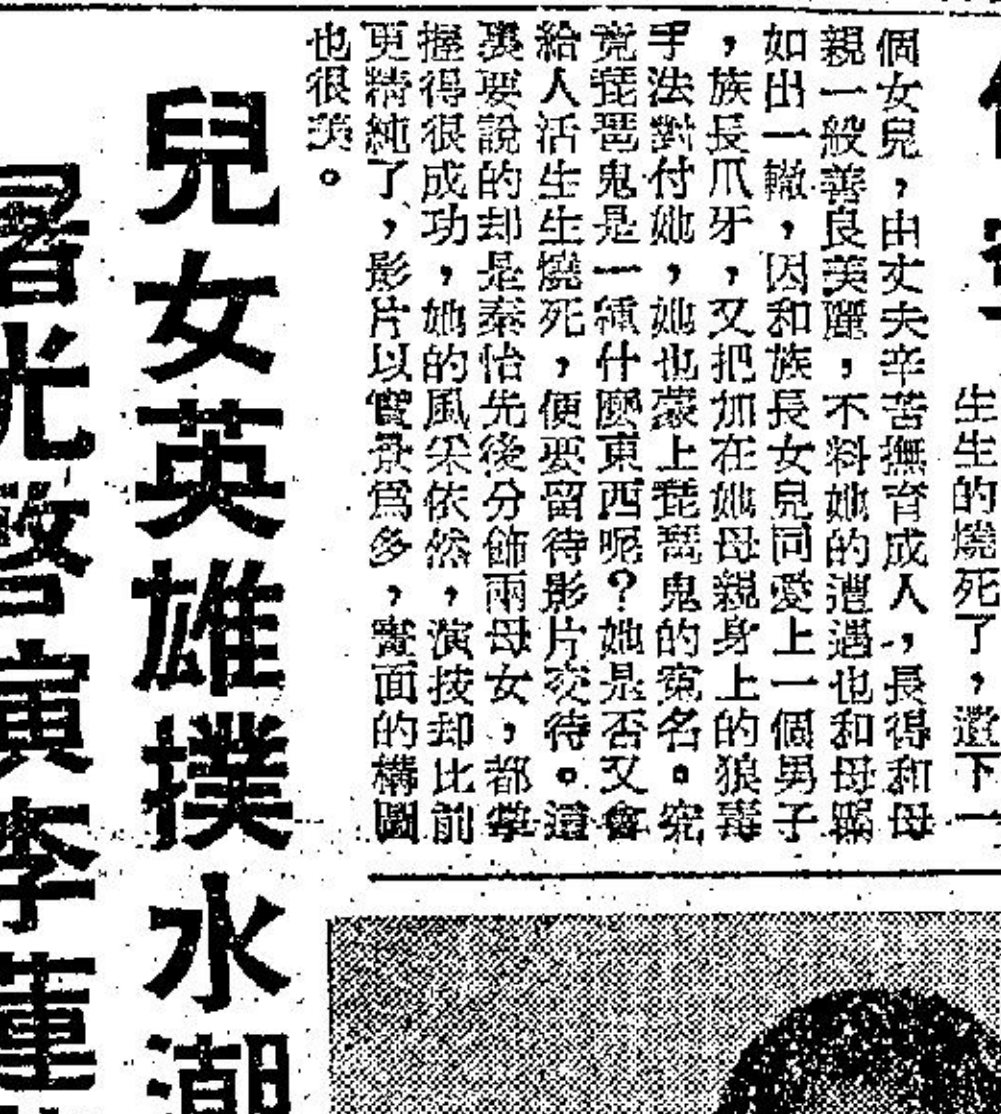 生生的燒死了，遺下一
個女兒，由丈夫辛苦撫育成人，長得和母
親一般善良美麗，不料她的遭遇也和母親
如出一轍，因和族長女兒同愛上一個男子
，族長爪牙，又把加在她母親身上的狠毒
手法對付她，她也蒙上琵琶鬼的寃名。究
竟琵琶鬼是一種什麼東西呢？她是否又會
給人活生生燒死，便要留待影片交待。這
裏要說的却是秦怡先後分飾兩母女，都掌
握得很成功，她的風采依然，演技却比前
更精純了，影片以實景爲多，畫面的構圖
也很美。
兒女英雄撲水潮
光啓寅李蓮